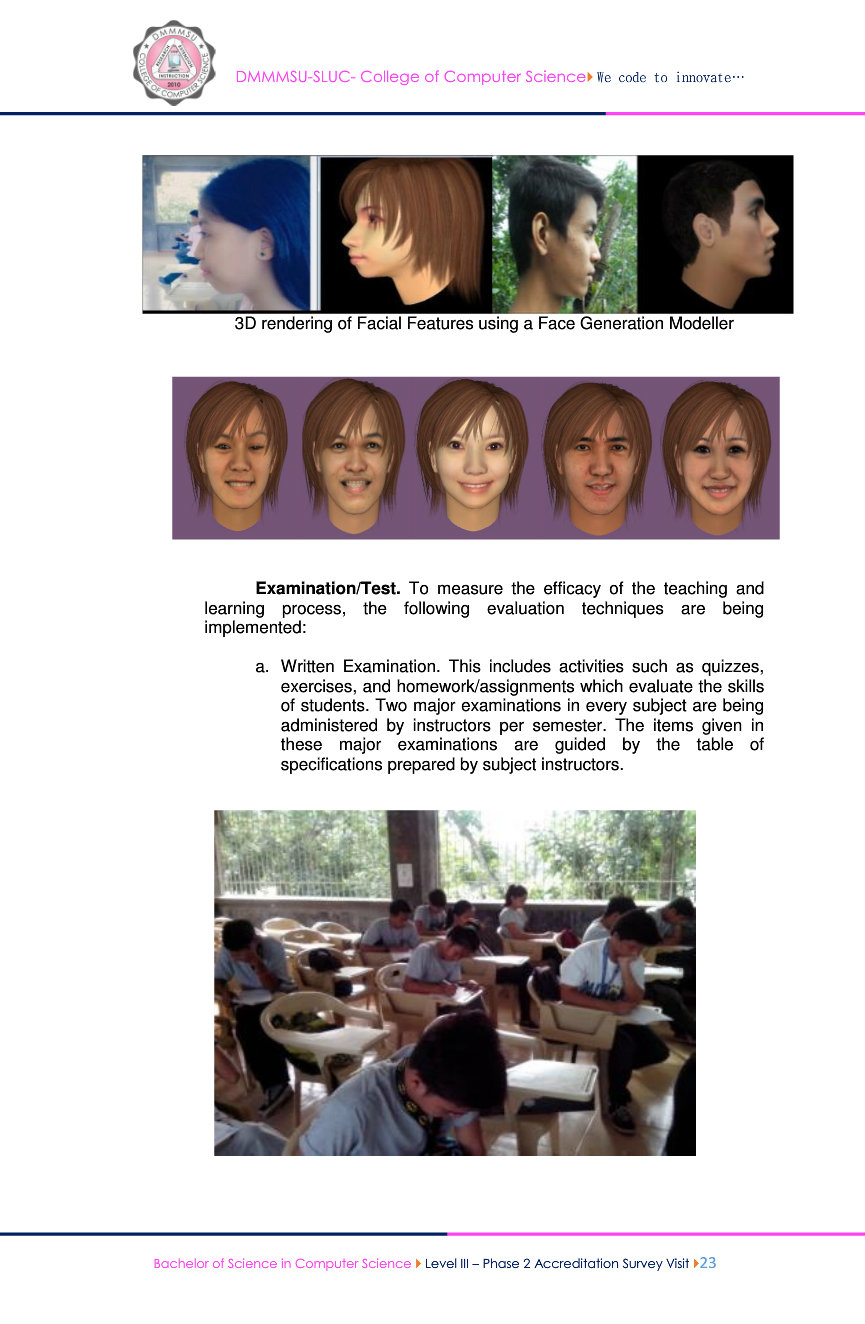 DMMMSU
RESEARCH
EXTENSION
INSTRUCTION
2010
COLLEGE OF COMPUTER SCIENCE
DMMMSU-SLUC- College of Computer Science We code to innovate…
3D rendering of Facial Features using a Face Generation Modeller
Examination/Test. To measure the efficacy of the teaching and
learning process, the following evaluation techniques are being
implemented:
a. Written Examination. This includes activities such as quizzes,
exercises, and homework/assignments which evaluate the skills
of students. Two major examinations in every subject are being
administered by instructors per semester. The items given in
these major examinations are guided by the table of
specifications prepared by subject instructors.
Bachelor of Science in Computer Science Level III – Phase 2 Accreditation Survey Visit 23